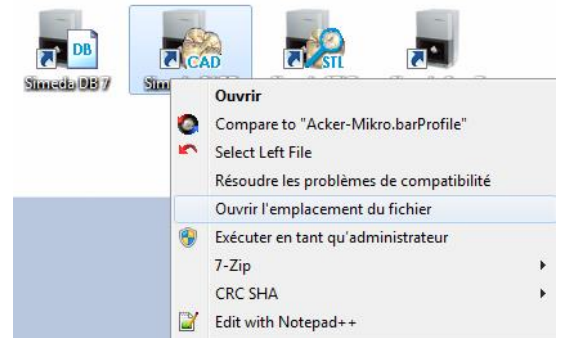 DB
CAD
STL
Simeda DB 7
Sim
Ouvrir
Compare to "Acker-Mikro.barProfile"
Select Left File
Résoudre les problèmes de compatibilité
Ouvrir l'emplacement du fichier
Exécuter en tant qu'administrateur
7-Zip
CRC SHA
Edit with Notepad++